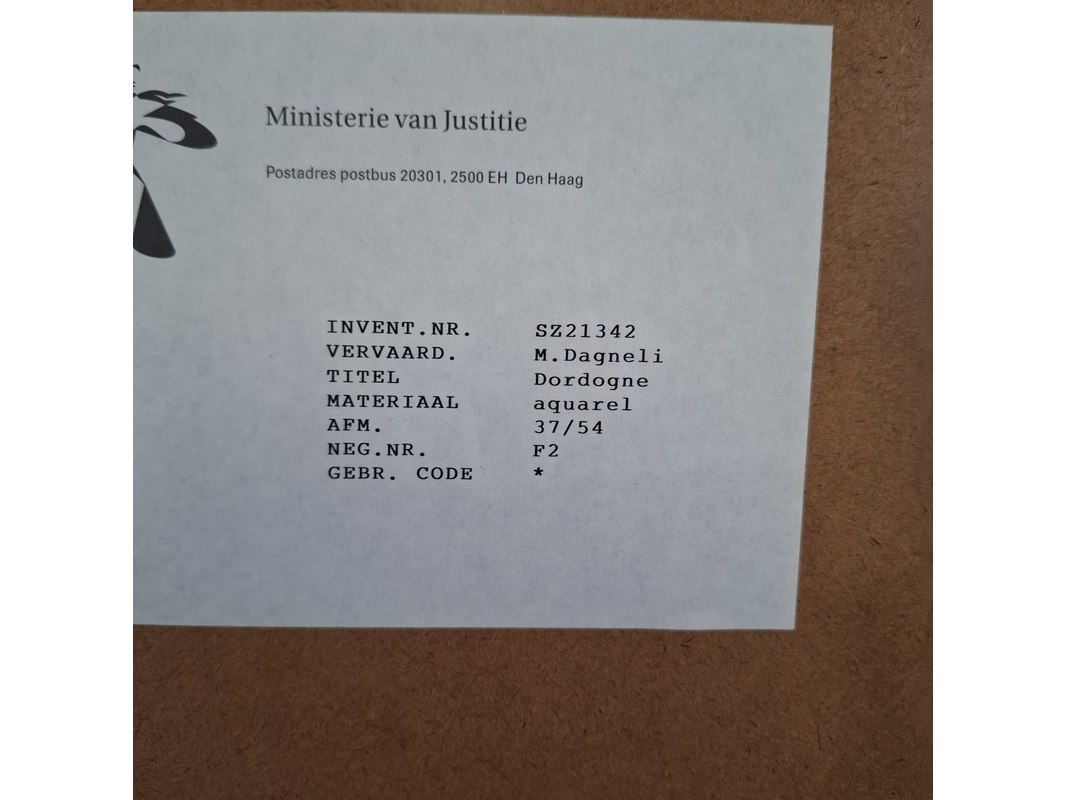 Ministerie van Justitie
Postadres postbus 20301, 2500 EH Den Haag
INVENT.NR. SZ21342
VERVAARD. M.Dagneli
TITEL Dordogne
MATERIAAL aquarel
AFM. 37/54
NEG.NR. F2
GEBR. CODE *